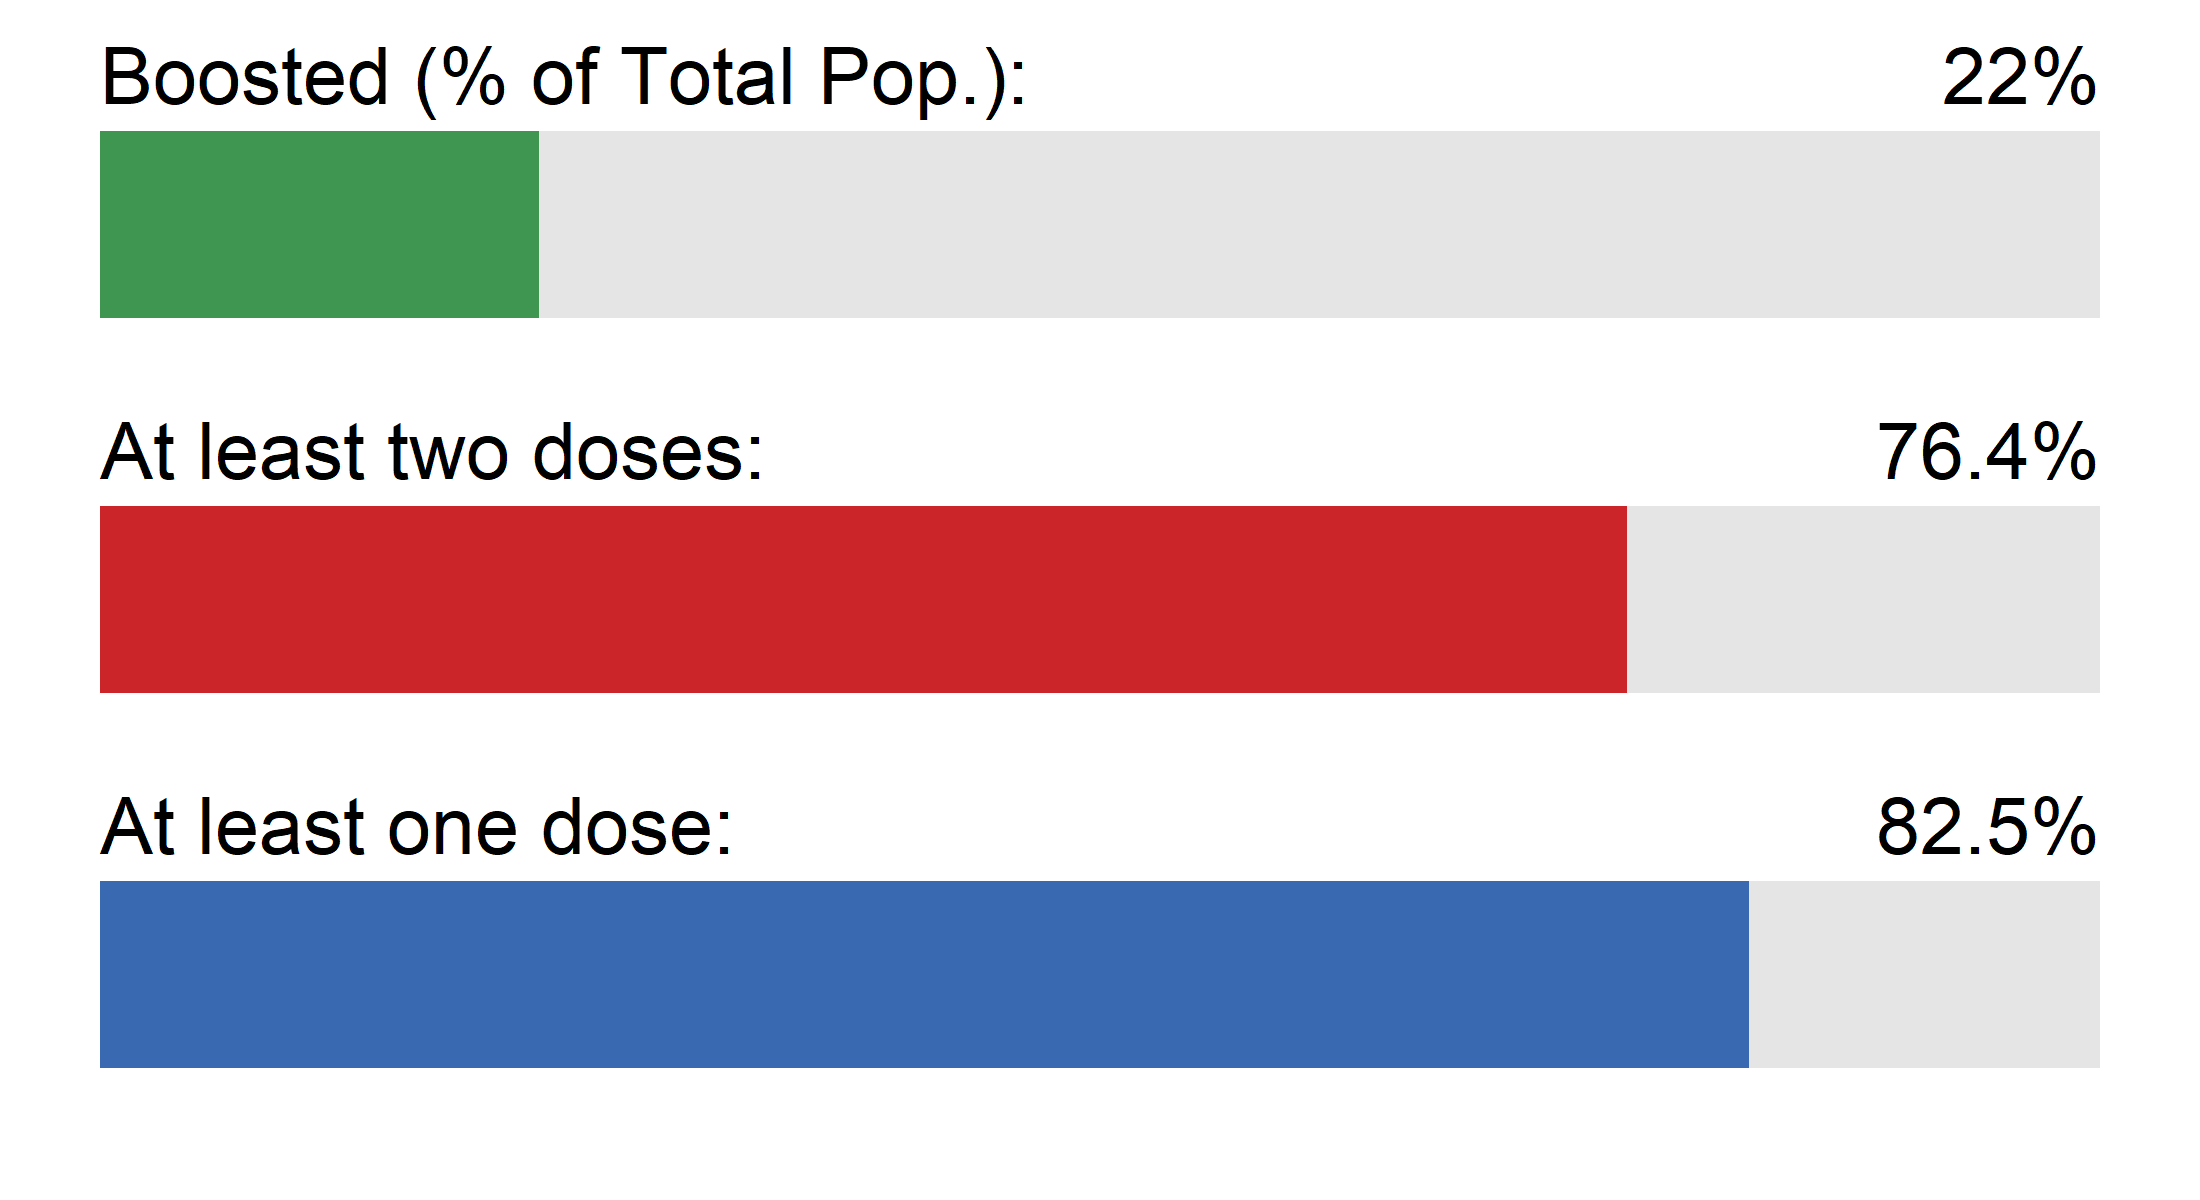 Boosted (% of Total Pop.): 22%
At least two doses: 76.4%
At least one dose: 82.5%